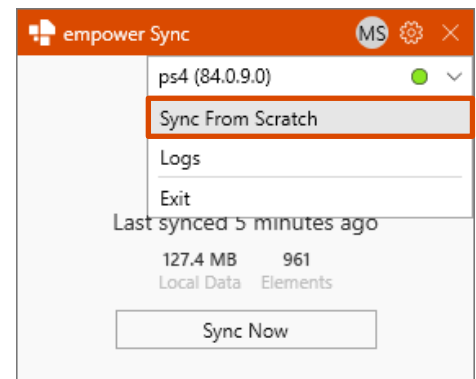 empower Sync MS
ps4 (84.0.9.0)
Sync From Scratch
Logs
Exit
Last synced 5 minutes ago
127.4 MB 961
Local Data Elements
Sync Now